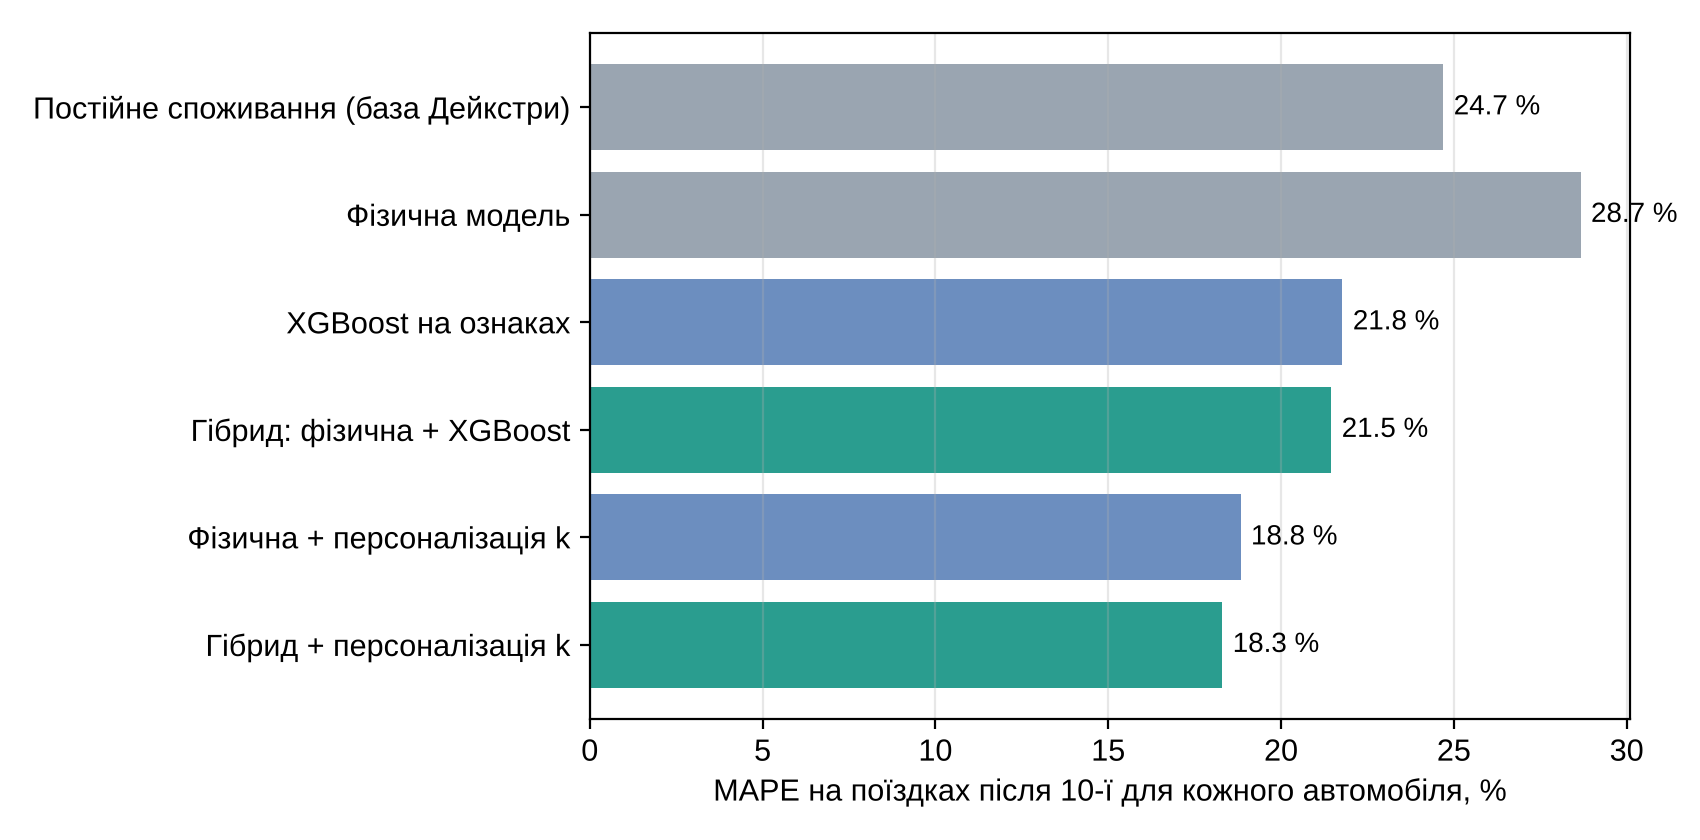 Постійне споживання (база Дейкстри)
24.7 %
Фізична модель
28.7 %
XGBoost на ознаках
21.8 %
Гібрид: фізична + XGBoost
21.5 %
Фізична + персоналізація k
18.8 %
Гібрид + персоналізація k
18.3 %
0 5 10 15 20 25 30
MAPE на поїздках після 10-ї для кожного автомобіля, %